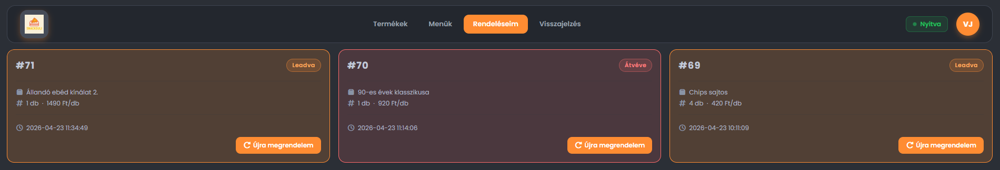 Termékek Menük Rendeléseim Visszajelzés Nyitva VJ
#71 Leadva
Állandó ebéd kínálat 2.
1 db · 1490 Ft/db
2026-04-23 11:34:49
Újra megrendelem
#70 Átvéve
90-es évek klasszikusa
1 db · 920 Ft/db
2026-04-23 11:14:06
Újra megrendelem
#69 Leadva
Chips sajtos
4 db · 420 Ft/db
2026-04-23 10:11:09
Újra megrendelem